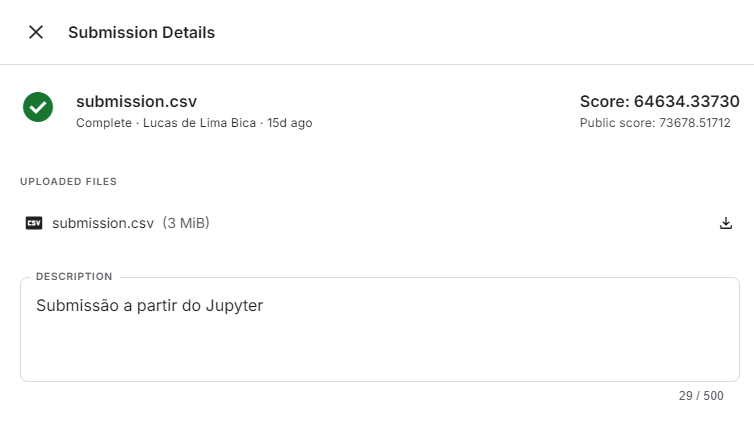 Submission Details
submission.csv
Complete · Lucas de Lima Bica · 15d ago
Score: 64634.33730
Public score: 73678.51712
UPLOADED FILES
CSV submission.csv (3 MiB)
DESCRIPTION
Submissão a partir do Jupyter
29 / 500